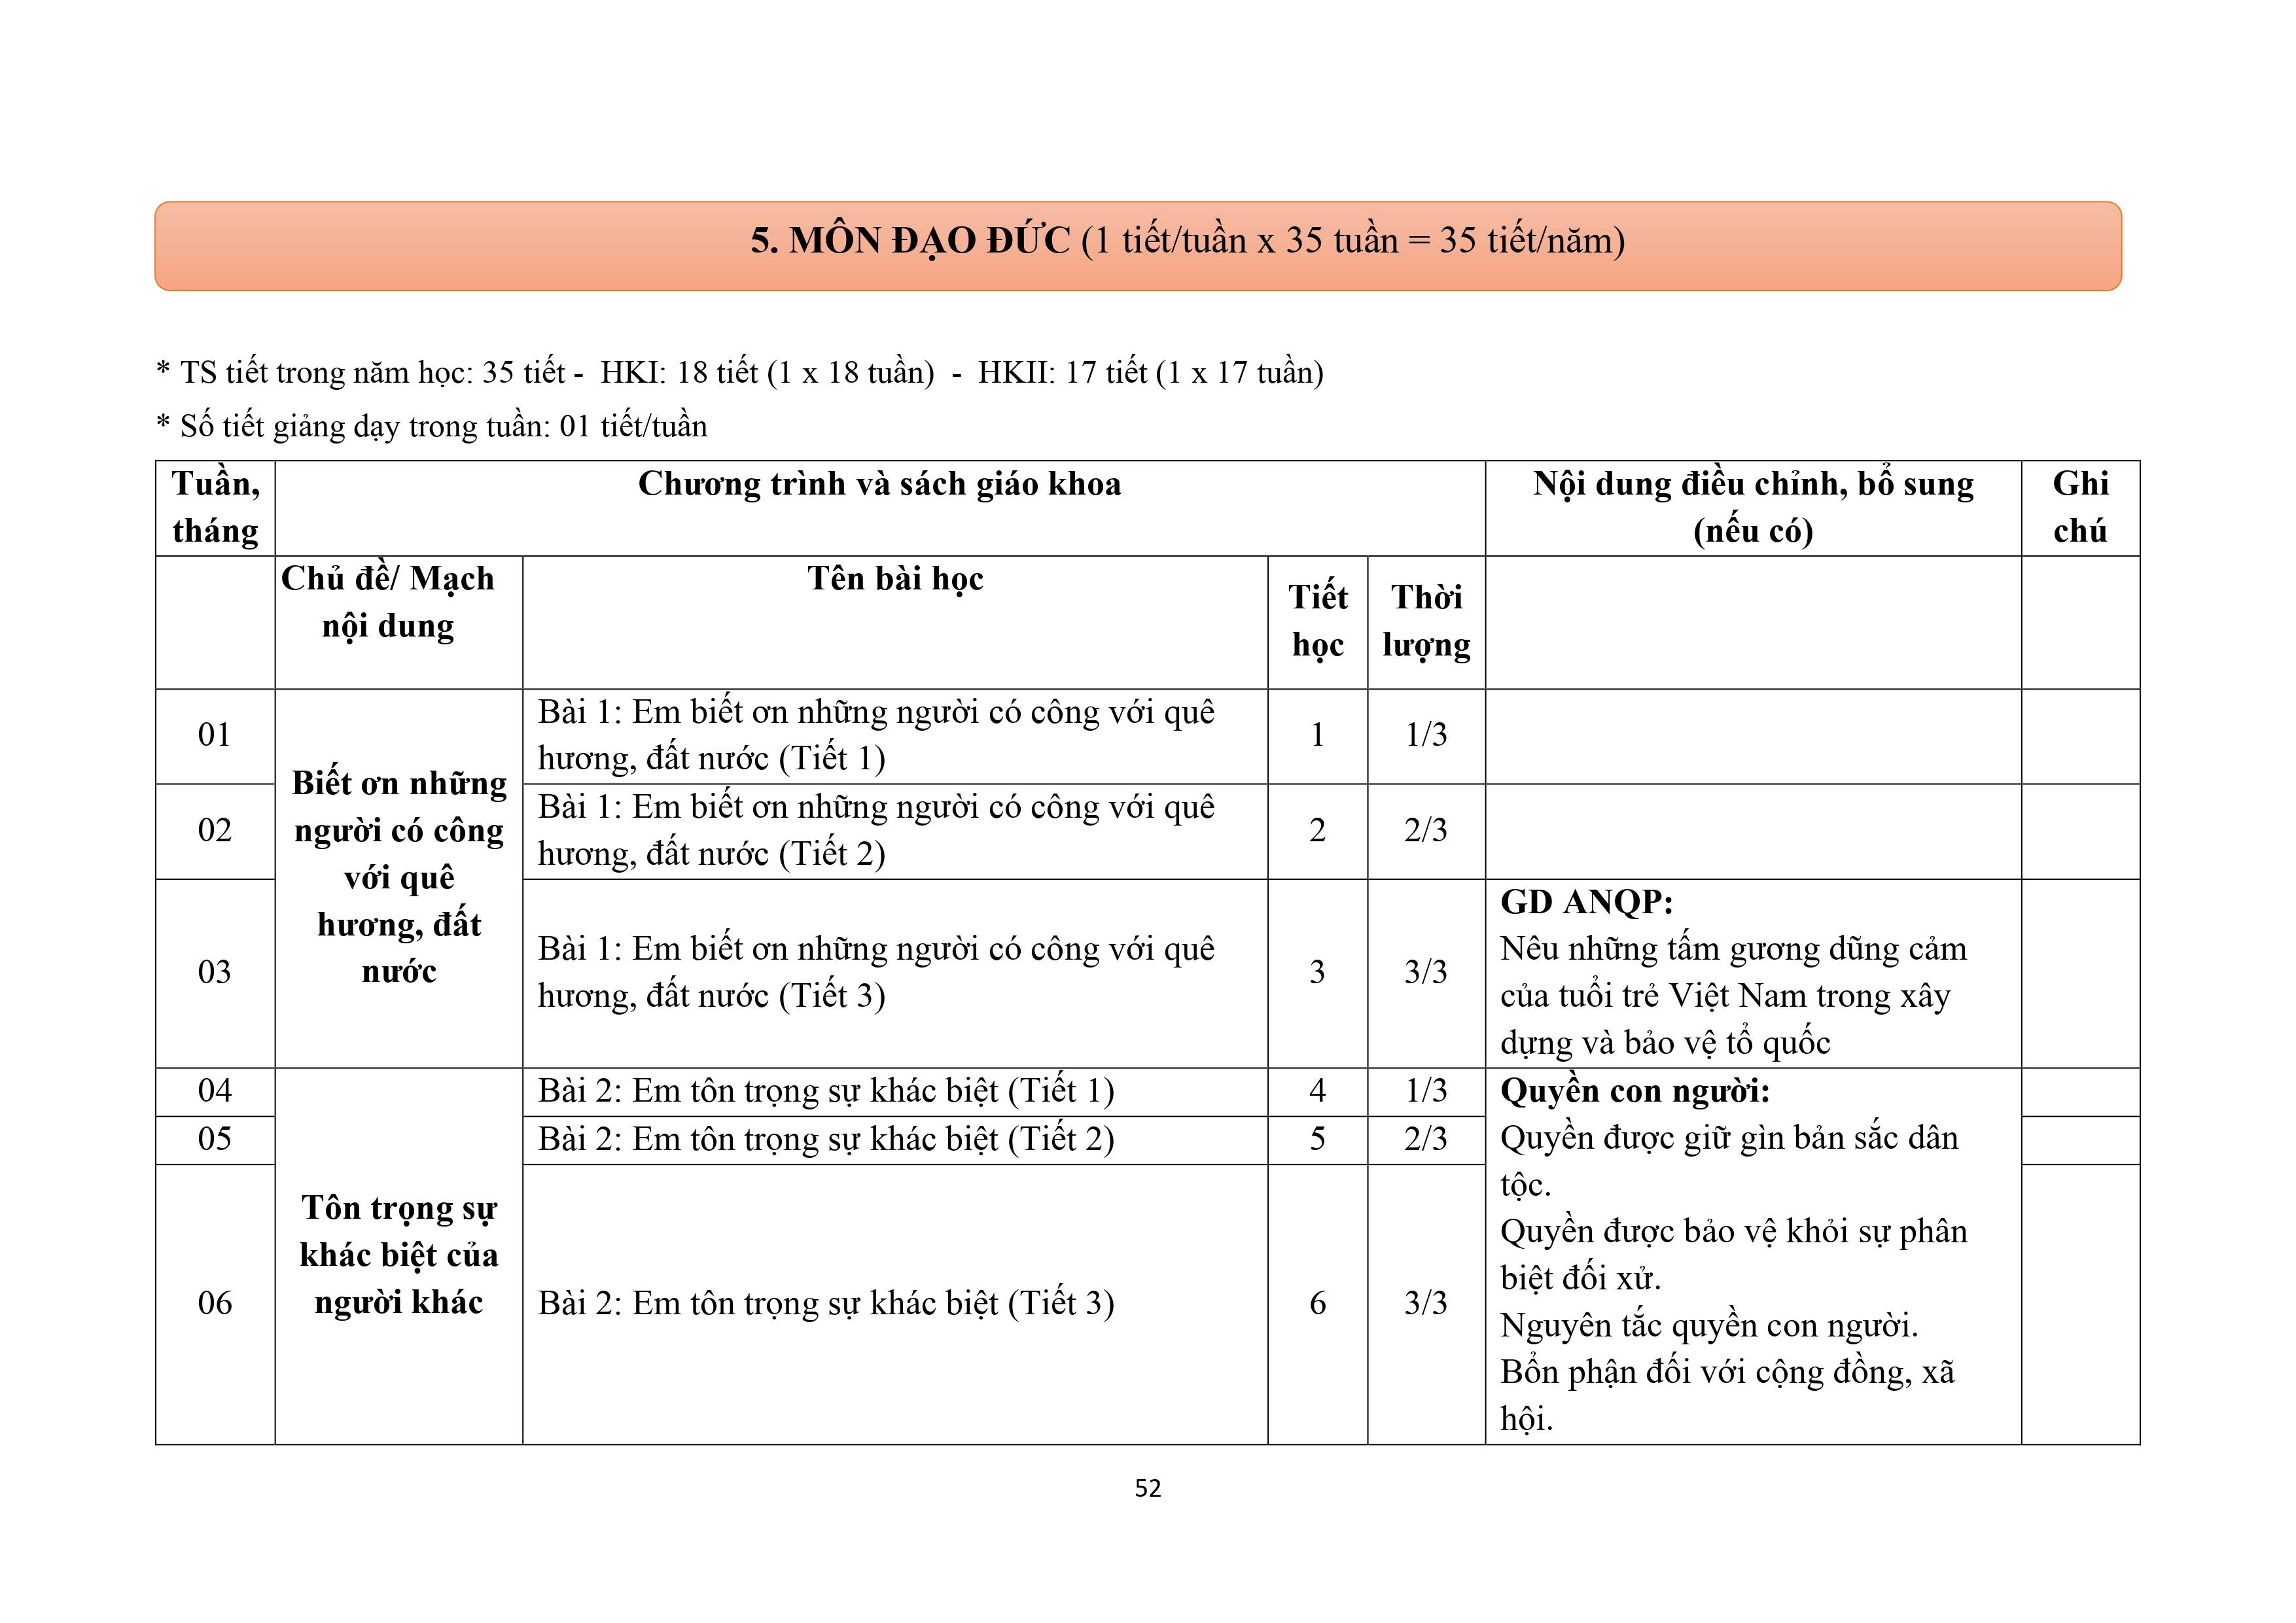 5. MÔN ĐẠO ĐỨC (1 tiết/tuần x 35 tuần = 35 tiết/năm)
* TS tiết trong năm học: 35 tiết - HKI: 18 tiết (1 x 18 tuần) - HKII: 17 tiết (1 x 17 tuần)
* Số tiết giảng dạy trong tuần: 01 tiết/tuần
Tuần,
tháng
Chương trình và sách giáo khoa
Nội dung điều chỉnh, bổ sung
(nếu có)
Ghi
chú
Chủ đề/ Mạch
nội dung
Tên bài học
Tiết
học
Thời
lượng
01
Biết ơn những
người có công
với quê
hương, đất
nước
Bài 1: Em biết ơn những người có công với quê
hương, đất nước (Tiết 1)
1
1/3
02
Bài 1: Em biết ơn những người có công với quê
hương, đất nước (Tiết 2)
2
2/3
03
Bài 1: Em biết ơn những người có công với quê
hương, đất nước (Tiết 3)
3
3/3
GD ANQP:
Nêu những tấm gương dũng cảm
của tuổi trẻ Việt Nam trong xây
dựng và bảo vệ tổ quốc
04
Tôn trọng sự
khác biệt của
người khác
Bài 2: Em tôn trọng sự khác biệt (Tiết 1)
4
1/3
Quyền con người:
Quyền được giữ gìn bản sắc dân
tộc.
Quyền được bảo vệ khỏi sự phân
biệt đối xử.
Nguyên tắc quyền con người.
Bổn phận đối với cộng đồng, xã
hội.
05
Bài 2: Em tôn trọng sự khác biệt (Tiết 2)
5
2/3
06
Bài 2: Em tôn trọng sự khác biệt (Tiết 3)
6
3/3
52